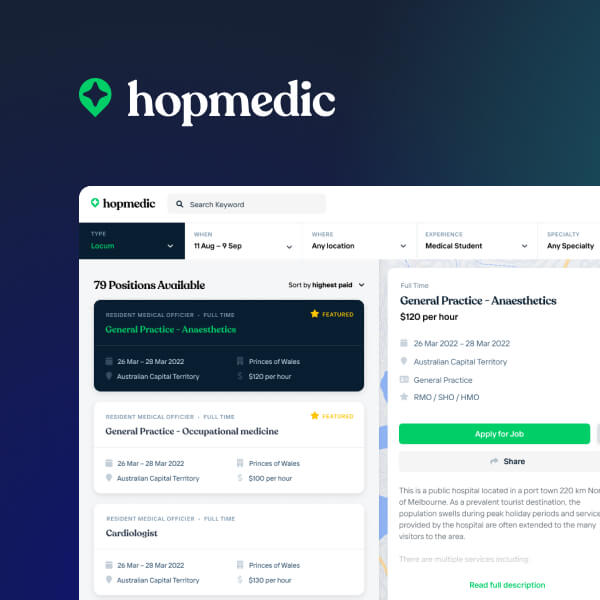 hopmedic
hopmedic
Search Keyword
TYPE
Locum
WHEN
11 Aug – 9 Sep
WHERE
Any location
EXPERIENCE
Medical Student
SPECIALTY
Any Specialty
79 Positions Available
Sort by highest paid
RESIDENT MEDICAL OFFICIER • FULL TIME
FEATURED
General Practice - Anaesthetics
26 Mar – 28 Mar 2022
Princes of Wales
Australian Capital Territory
$ $120 per hour
RESIDENT MEDICAL OFFICIER • FULL TIME
FEATURED
General Practice - Occupational medicine
26 Mar – 28 Mar 2022
Princes of Wales
Australian Capital Territory
$ $100 per hour
RESIDENT MEDICAL OFFICIER • FULL TIME
Cardiologist
26 Mar – 28 Mar 2022
Princes of Wales
Australian Capital Territory
$ $130 per hour
Full Time
General Practice - Anaesthetics
$120 per hour
26 Mar 2022 – 28 Mar 2022
Australian Capital Territory
General Practice
RMO / SHO / HMO
Apply for Job
Share
This is a public hospital located in a port town 220 km Nor
of Melbourne. As a prevalent tourist destination, the
population swells during peak holiday periods and service
provided by the hospital are often extended to the many
visitors to the area.
There are multiple services including:
Read full description